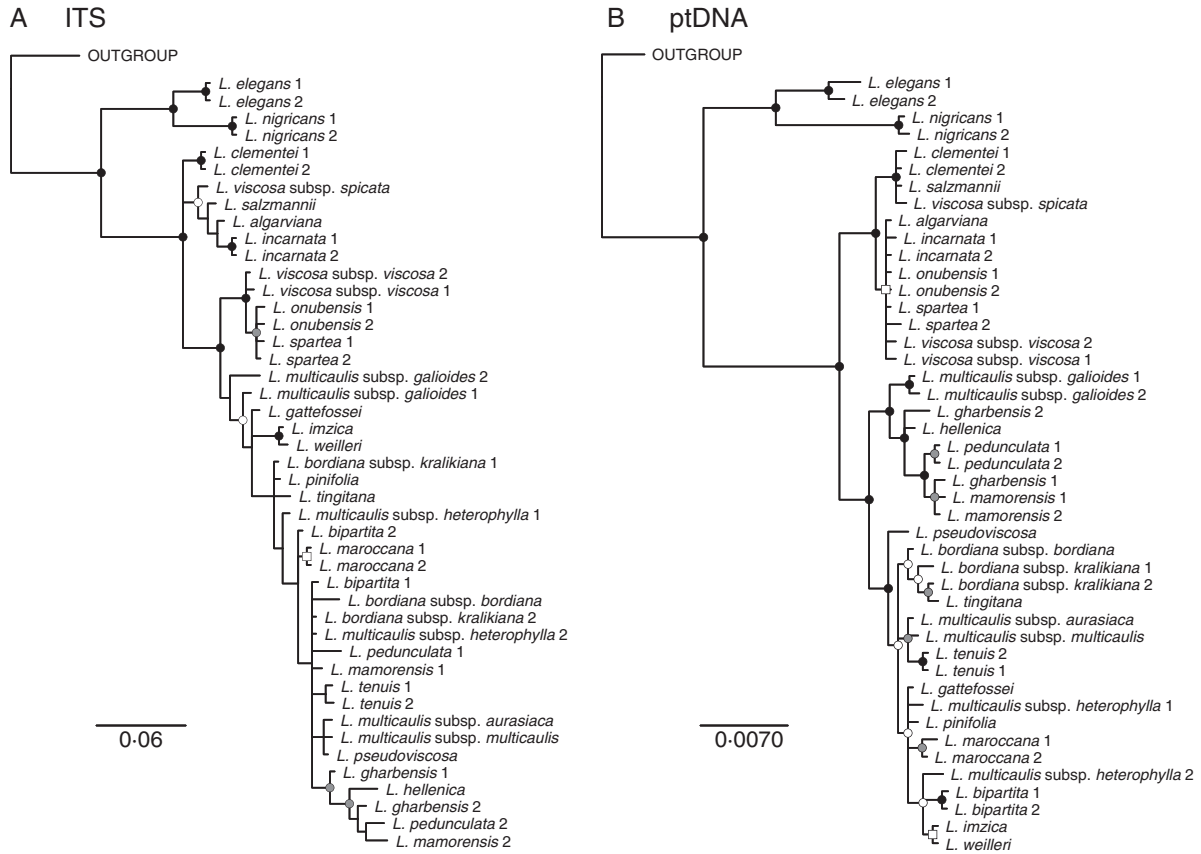 A ITS
OUTGROUP
L. elegans 1
L. elegans 2
L. nigricans 1
L. nigricans 2
L. clementei 1
L. clementei 2
L. viscosa subsp. spicata
L. salzmannii
L. algarviana
L. incarnata 1
L. incarnata 2
L. viscosa subsp. viscosa 2
L. viscosa subsp. viscosa 1
L. onubensis 1
L. onubensis 2
L. spartea 1
L. spartea 2
L. multicaulis subsp. galioides 2
L. multicaulis subsp. galioides 1
L. gattefossei
L. imzica
L. weilleri
L. bordiana subsp. kralikiana 1
L. pinifolia
L. tingitana
L. multicaulis subsp. heterophylla 1
L. bipartita 2
L. maroccana 1
L. maroccana 2
L. bipartita 1
L. bordiana subsp. bordiana
L. bordiana subsp. kralikiana 2
L. multicaulis subsp. heterophylla 2
L. pedunculata 1
L. mamorensis 1
L. tenuis 1
L. tenuis 2
L. multicaulis subsp. aurasiaca
L. multicaulis subsp. multicaulis
L. pseudoviscosa
L. gharbensis 1
L. hellenica
L. gharbensis 2
L. pedunculata 2
L. mamorensis 2
0·06
B ptDNA
OUTGROUP
L. elegans 1
L. elegans 2
L. nigricans 1
L. nigricans 2
L. clementei 1
L. clementei 2
L. salzmannii
L. viscosa subsp. spicata
L. algarviana
L. incarnata 1
L. incarnata 2
L. onubensis 1
L. onubensis 2
L. spartea 1
L. spartea 2
L. viscosa subsp. viscosa 2
L. viscosa subsp. viscosa 1
L. multicaulis subsp. galioides 1
L. multicaulis subsp. galioides 2
L. gharbensis 2
L. hellenica
L. pedunculata 1
L. pedunculata 2
L. gharbensis 1
L. mamorensis 1
L. mamorensis 2
L. pseudoviscosa
L. bordiana subsp. bordiana
L. bordiana subsp. kralikiana 1
L. bordiana subsp. kralikiana 2
L. tingitana
L. multicaulis subsp. aurasiaca
L. multicaulis subsp. multicaulis
L. tenuis 2
L. tenuis 1
L. gattefossei
L. multicaulis subsp. heterophylla 1
L. pinifolia
L. maroccana 1
L. maroccana 2
L. multicaulis subsp. heterophylla 2
L. bipartita 1
L. bipartita 2
L. imzica
L. weilleri
0·0070